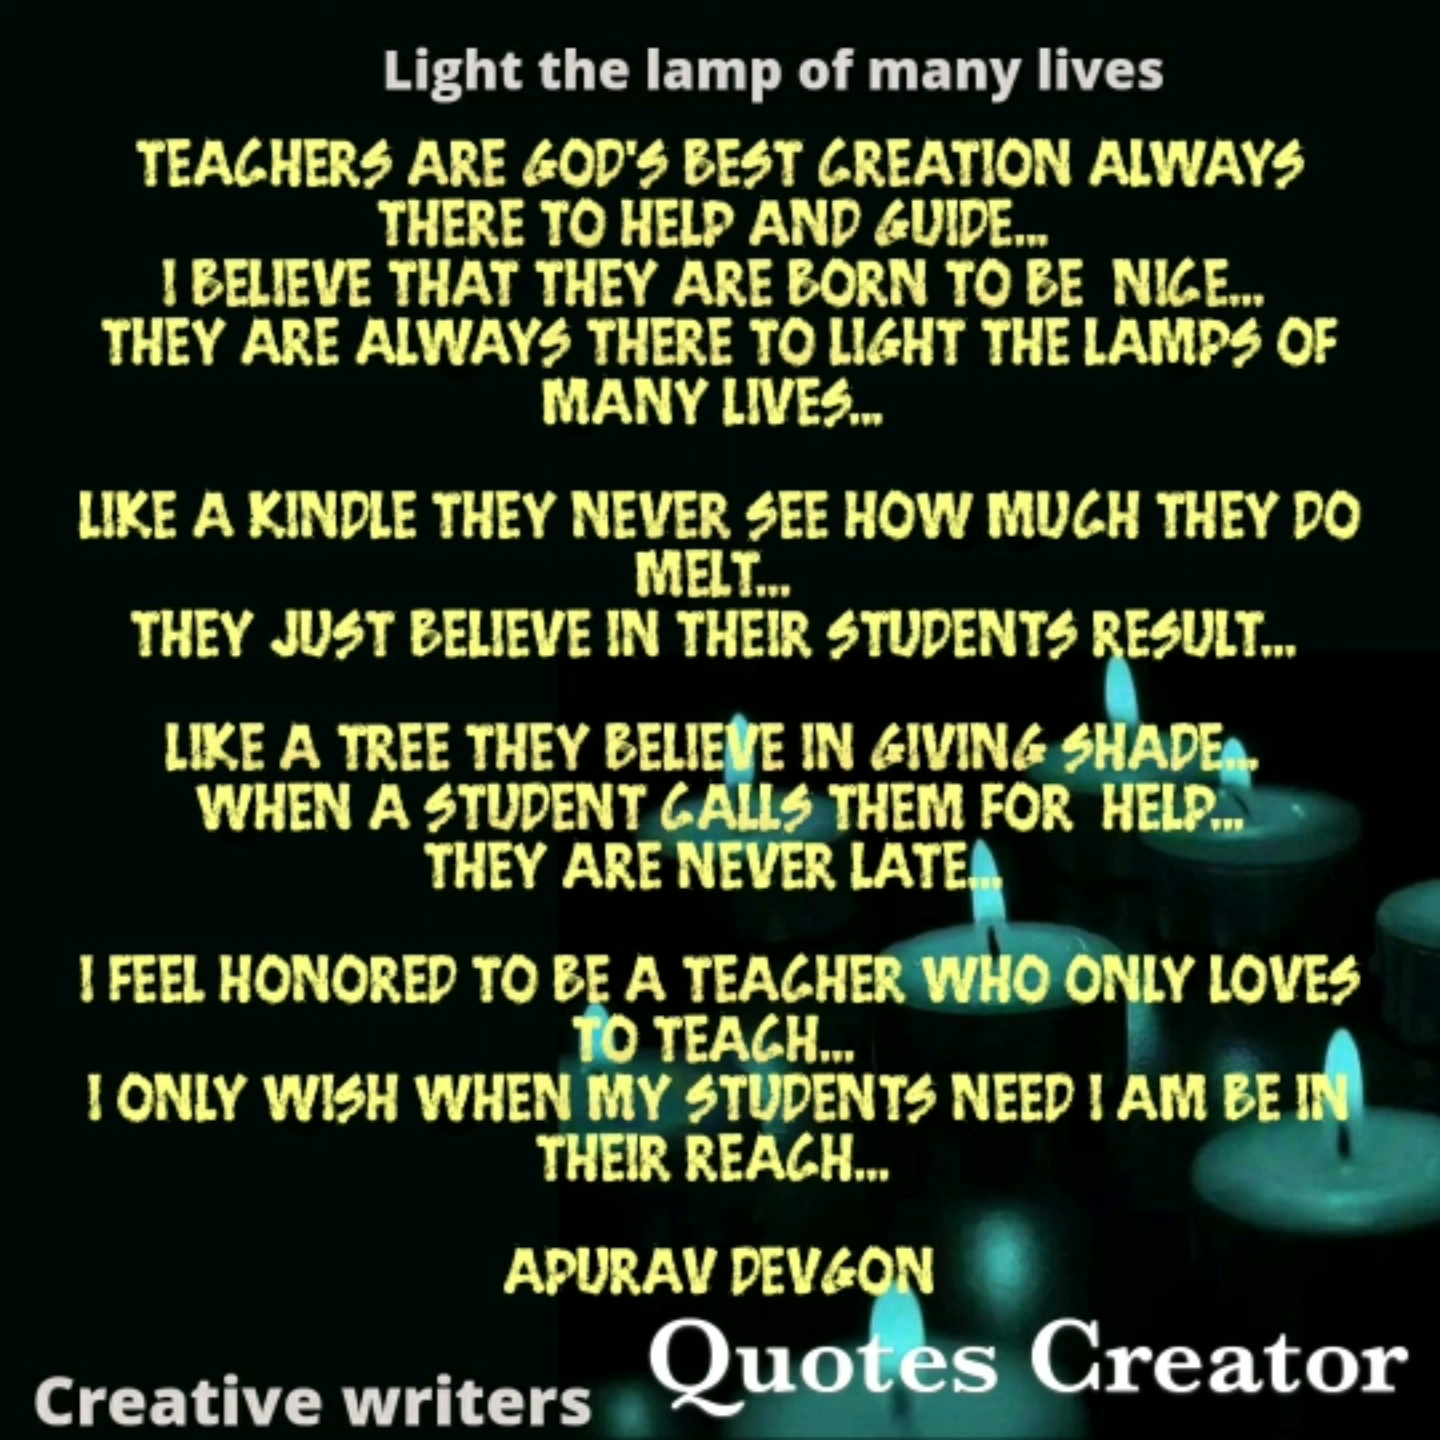 Light the lamp of many lives
TEACHERS ARE GOD'S BEST CREATION ALWAYS
THERE TO HELP AND GUIDE...
I BELIEVE THAT THEY ARE BORN TO BE  NICE...
THEY ARE ALWAYS THERE TO LIGHT THE LAMPS OF
MANY LIVES...
LIKE A KINDLE THEY NEVER SEE HOW MUCH THEY DO
MELT...
THEY JUST BELIEVE IN THEIR STUDENTS RESULT...
LIKE A TREE THEY BELIEVE IN GIVING SHADE...
WHEN A STUDENT CALLS THEM FOR  HELP...
THEY ARE NEVER LATE...
I FEEL HONORED TO BE A TEACHER WHO ONLY LOVES
TO TEACH...
I ONLY WISH WHEN MY STUDENTS NEED I AM BE IN
THEIR REACH...
APURAV DEVGON
Quotes Creator
Creative writers